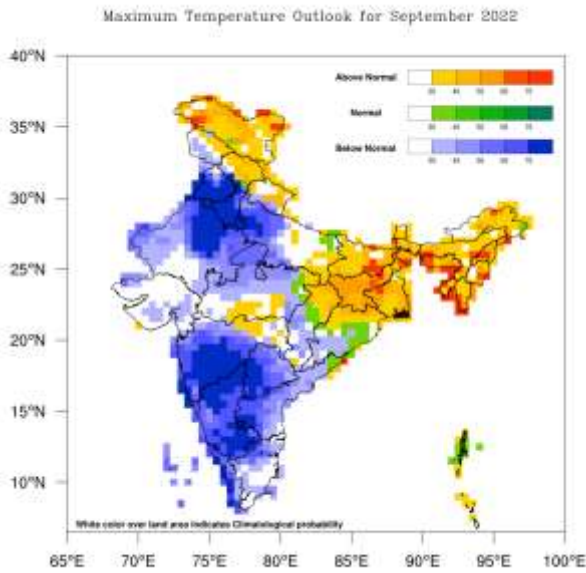 Maximum Temperature Outlook for September 2022
40°N
35°N
30°N
25°N
20°N
15°N
10°N
Above Normal
Normal
Below Normal
White color over land area indicates Climatological probability
65°E 70°E 75°E 80°E 85°E 90°E 95°E 100°E